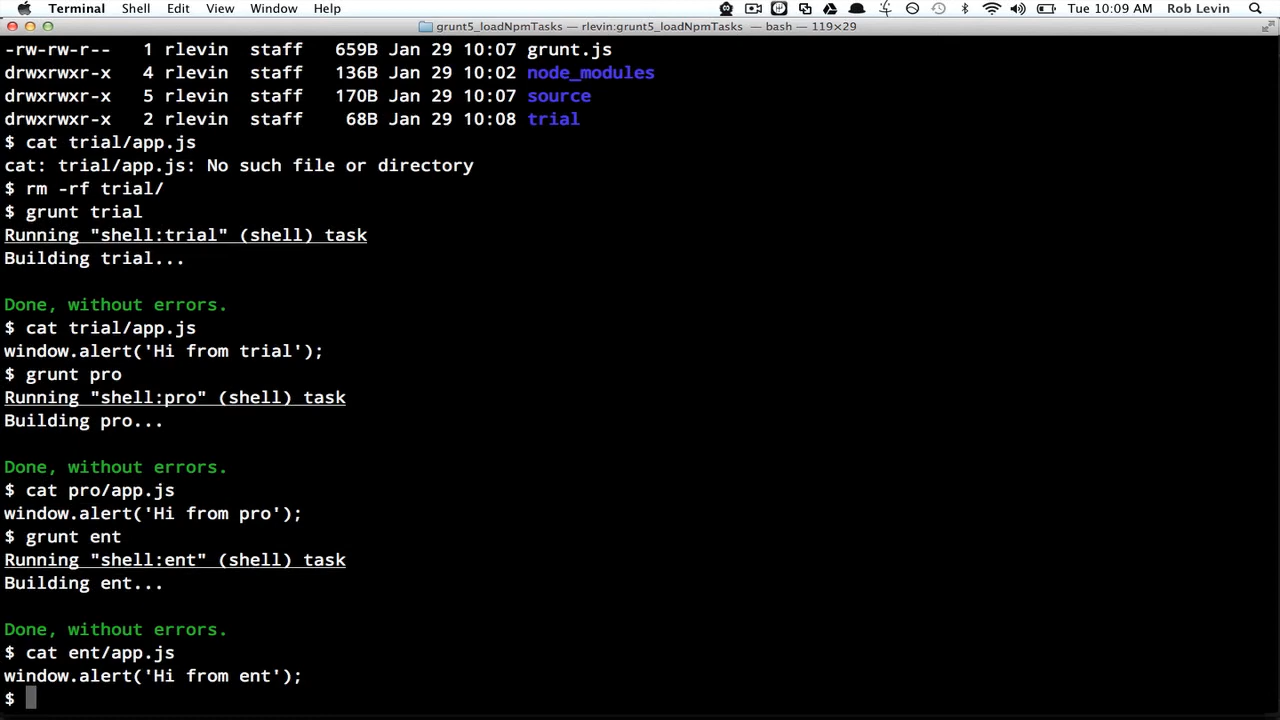 Terminal Shell Edit View Window Help Tue 10:09 AM Rob Levin
grunt5_loadNpmTasks — rlevin:grunt5_loadNpmTasks — bash — 119×29
-rw-rw-r-- 1 rlevin staff 659B Jan 29 10:07 grunt.js
drwxrwxr-x 4 rlevin staff 136B Jan 29 10:02 node_modules
drwxrwxr-x 5 rlevin staff 170B Jan 29 10:07 source
drwxrwxr-x 2 rlevin staff 68B Jan 29 10:08 trial
$ cat trial/app.js
cat: trial/app.js: No such file or directory
$ rm -rf trial/
$ grunt trial
Running "shell:trial" (shell) task
Building trial...
Done, without errors.
$ cat trial/app.js
window.alert('Hi from trial');
$ grunt pro
Running "shell:pro" (shell) task
Building pro...
Done, without errors.
$ cat pro/app.js
window.alert('Hi from pro');
$ grunt ent
Running "shell:ent" (shell) task
Building ent...
Done, without errors.
$ cat ent/app.js
window.alert('Hi from ent');
$